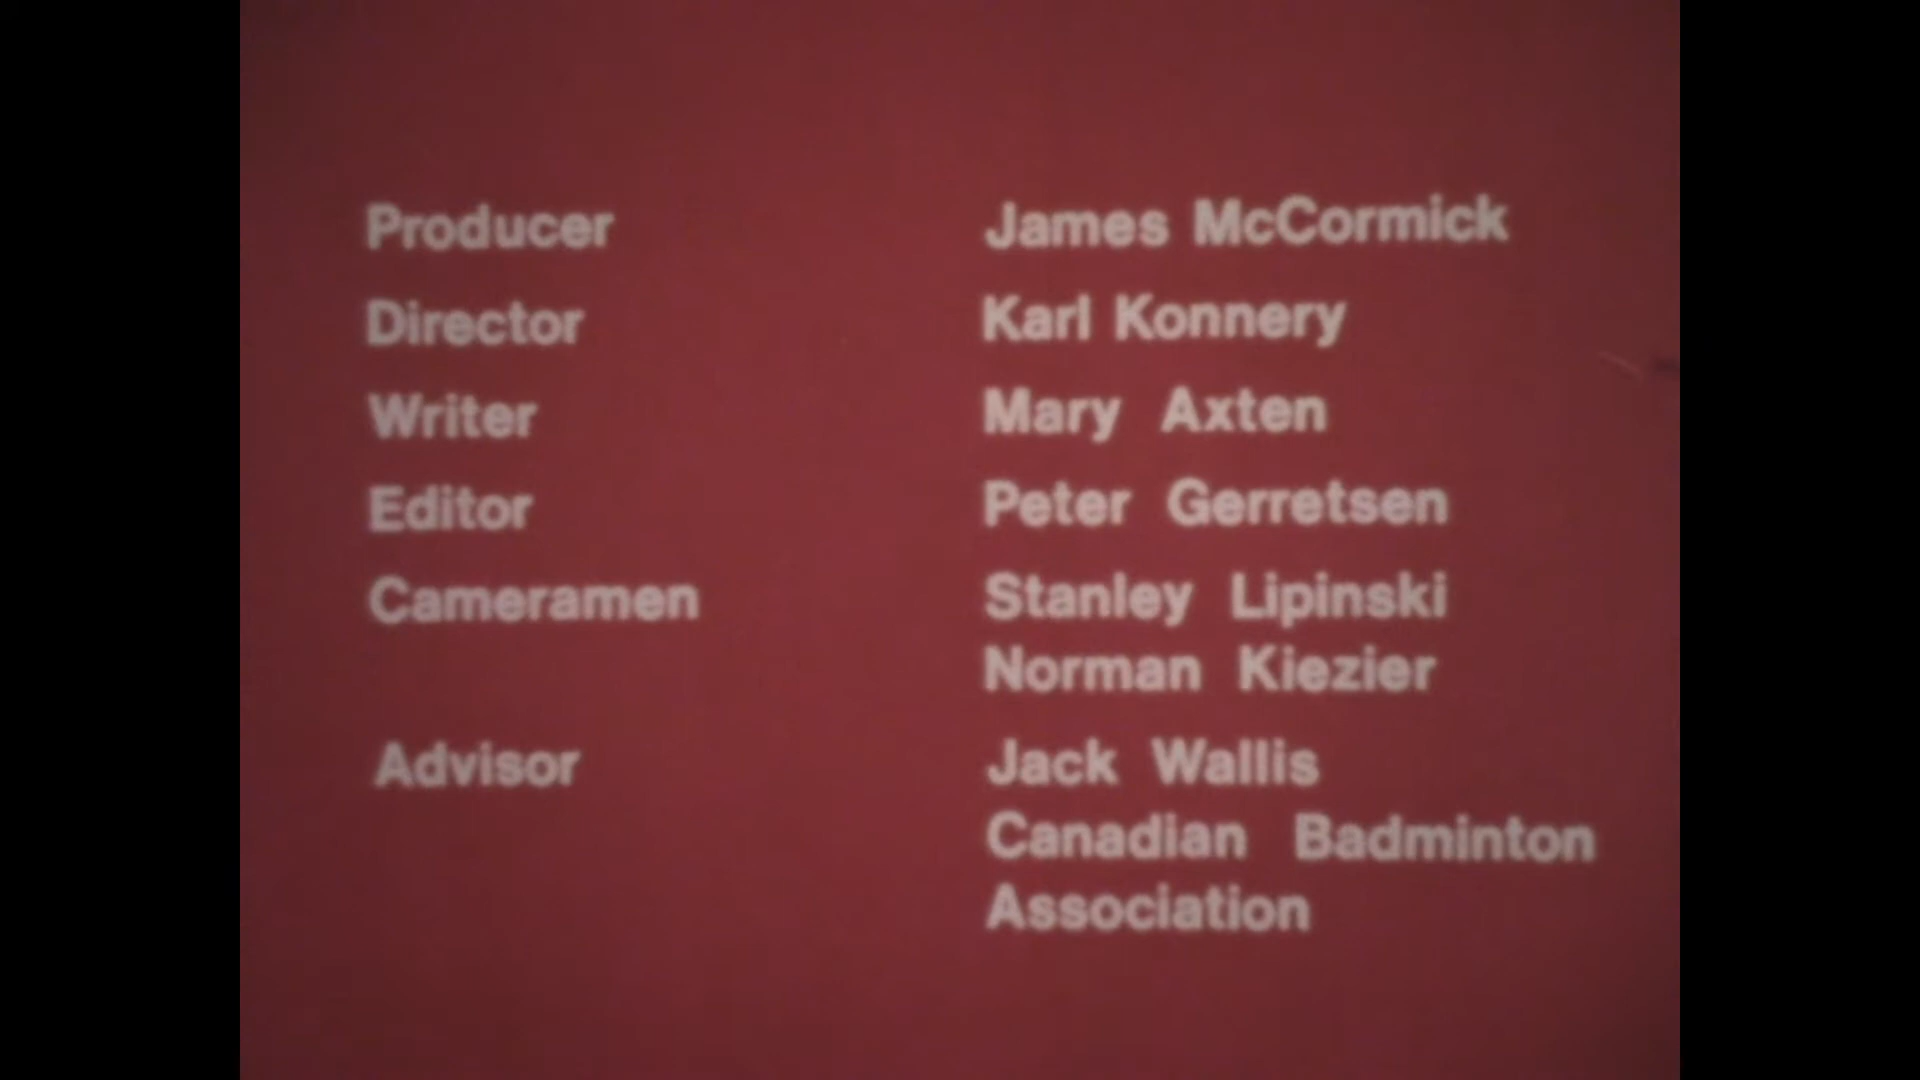 Producer James McCormick
Director Karl Konnery
Writer Mary Axten
Editor Peter Gerretsen
Cameramen Stanley Lipinski
Norman Kiezier
Advisor Jack Wallis
Canadian Badminton
Association